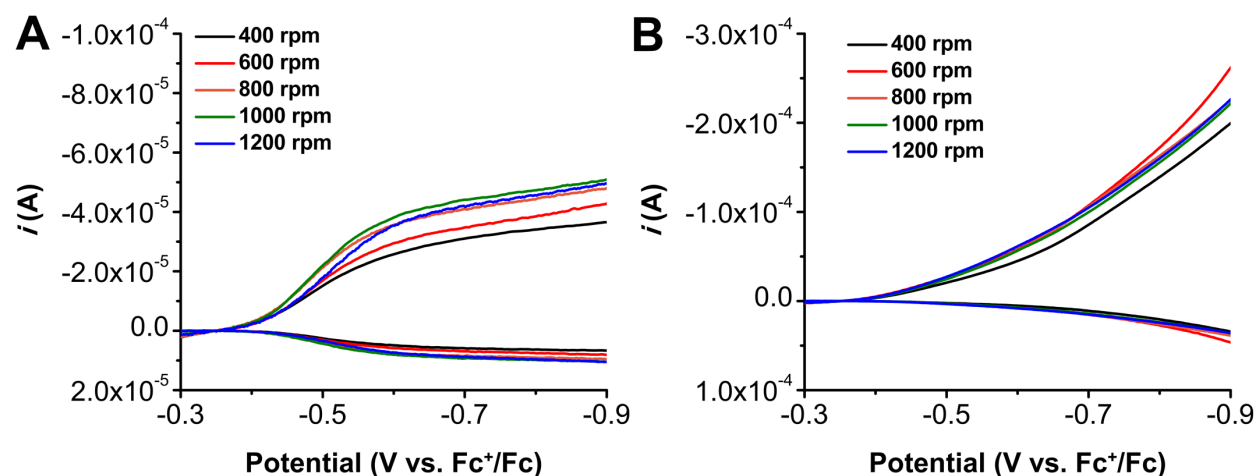 A
-1.0x10⁻⁴
-8.0x10⁻⁵
-6.0x10⁻⁵
-4.0x10⁻⁵
-2.0x10⁻⁵
0.0
2.0x10⁻⁵
i (A)
400 rpm
600 rpm
800 rpm
1000 rpm
1200 rpm
-0.3
-0.5
-0.7
-0.9
Potential (V vs. Fc⁺/Fc)
B
-3.0x10⁻⁴
-2.0x10⁻⁴
-1.0x10⁻⁴
0.0
1.0x10⁻⁴
i (A)
400 rpm
600 rpm
800 rpm
1000 rpm
1200 rpm
-0.3
-0.5
-0.7
-0.9
Potential (V vs. Fc⁺/Fc)